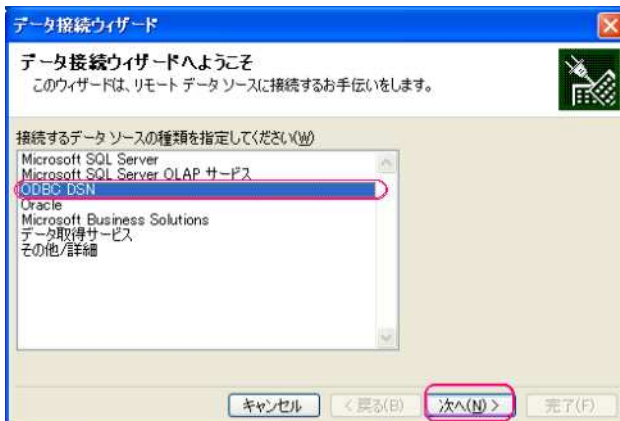 データ接続ウィザード
データ接続ウィザードへようこそ
このウィザードは、リモート データ ソースに接続するお手伝いをします。
接続するデータ ソースの種類を指定してください(W)
Microsoft SQL Server
Microsoft SQL Server OLAP サービス
ODBC DSN
Oracle
Microsoft Business Solutions
データ取得サービス
その他/詳細
キャンセル
< 戻る(B)
次へ(N) >
完了(F)